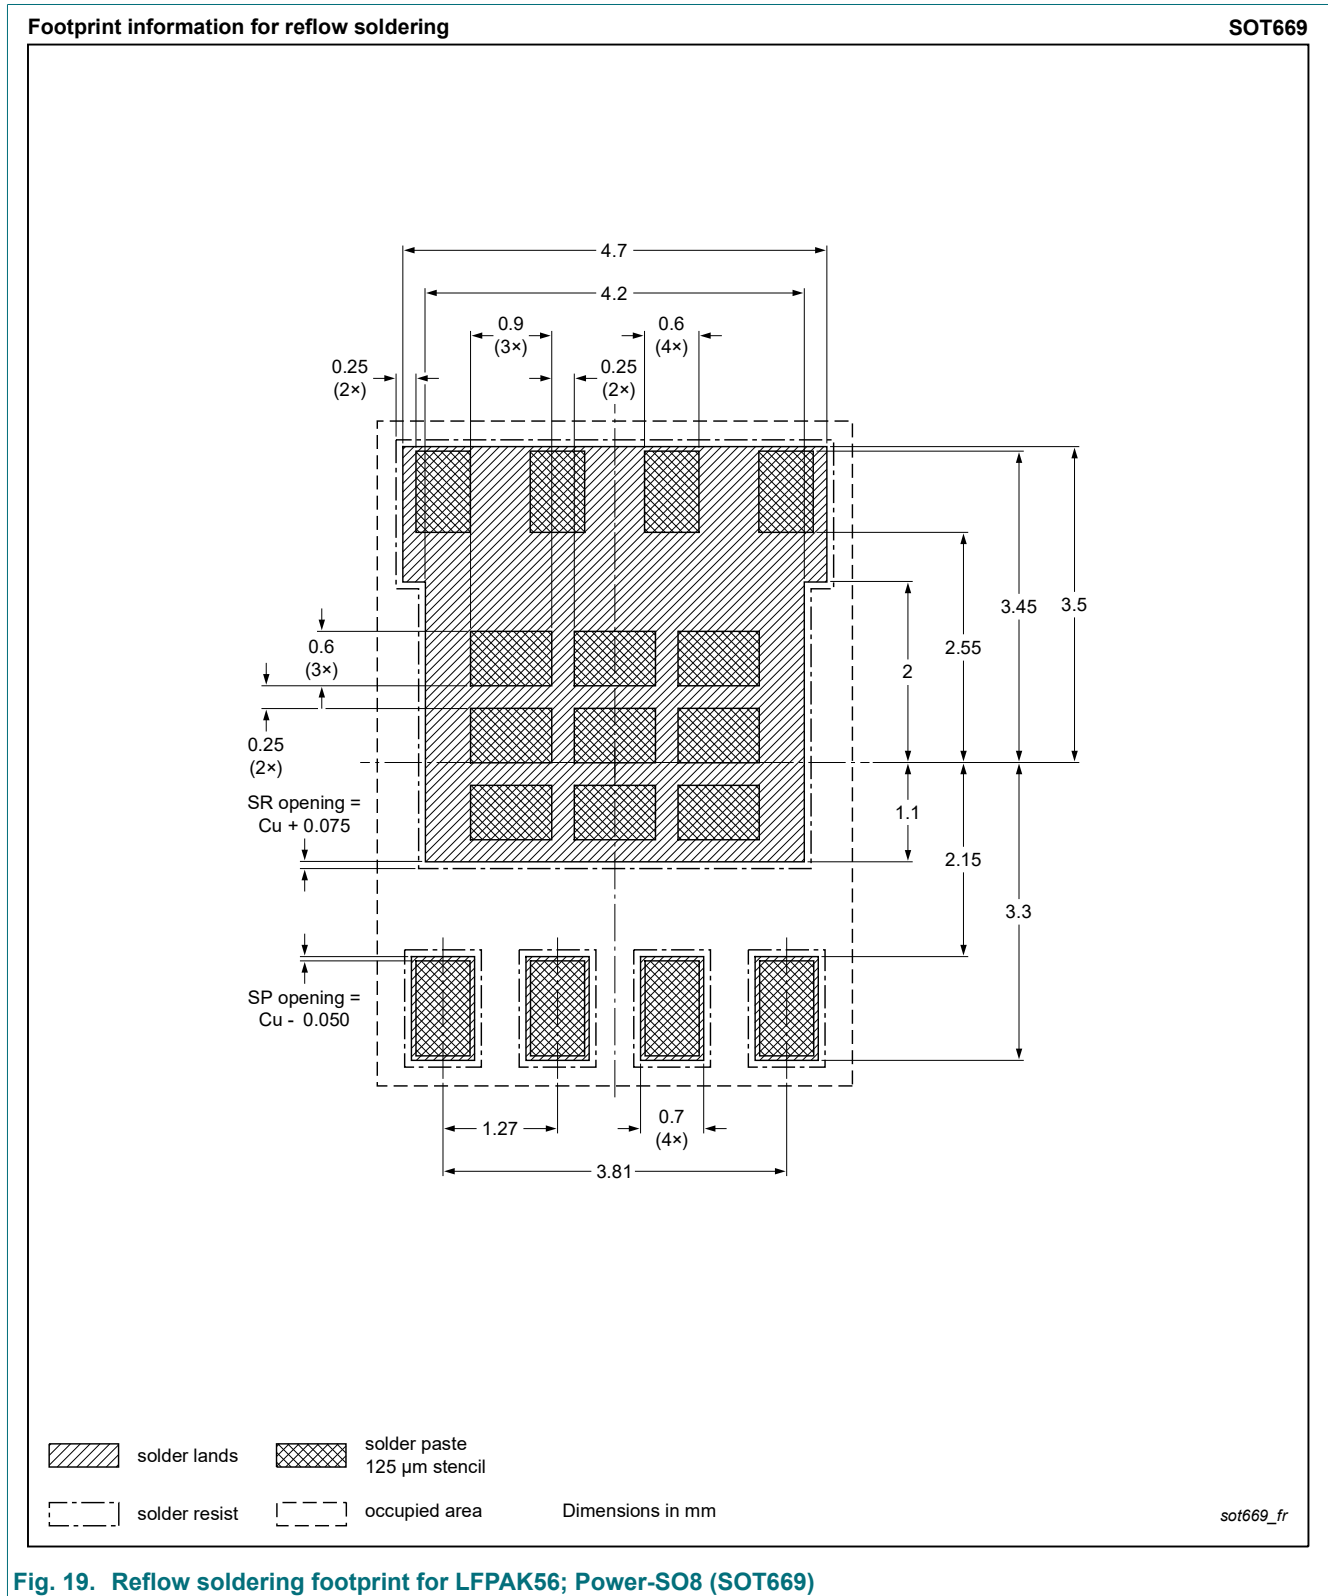 Footprint information for reflow soldering SOT669
4.7
4.2
0.9
(3×)
0.6
(4×)
0.25
(2×)
0.25
(2×)
3.45
3.5
2.55
2
0.6
(3×)
0.25
(2×)
SR opening =
Cu + 0.075
1.1
2.15
3.3
SP opening =
Cu - 0.050
1.27
0.7
(4×)
3.81
solder lands
solder paste
125 µm stencil
solder resist
occupied area
Dimensions in mm
sot669_fr
Fig. 19. Reflow soldering footprint for LFPAK56; Power-SO8 (SOT669)